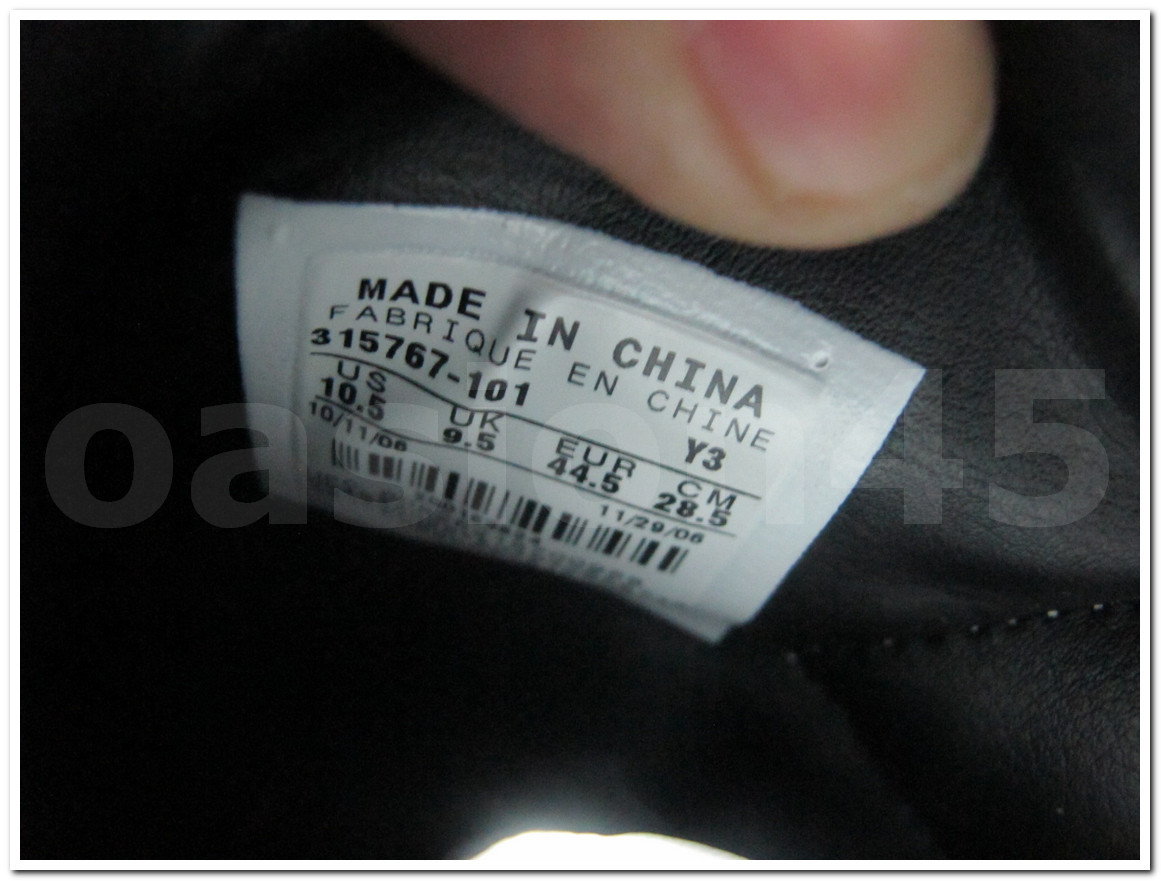 MADE IN CHINA
FABRIQUE EN CHINE
315767-101 Y3
US UK EUR CM
10.5 9.5 44.5 28.5
10/11/06 11/29/06
oasion45